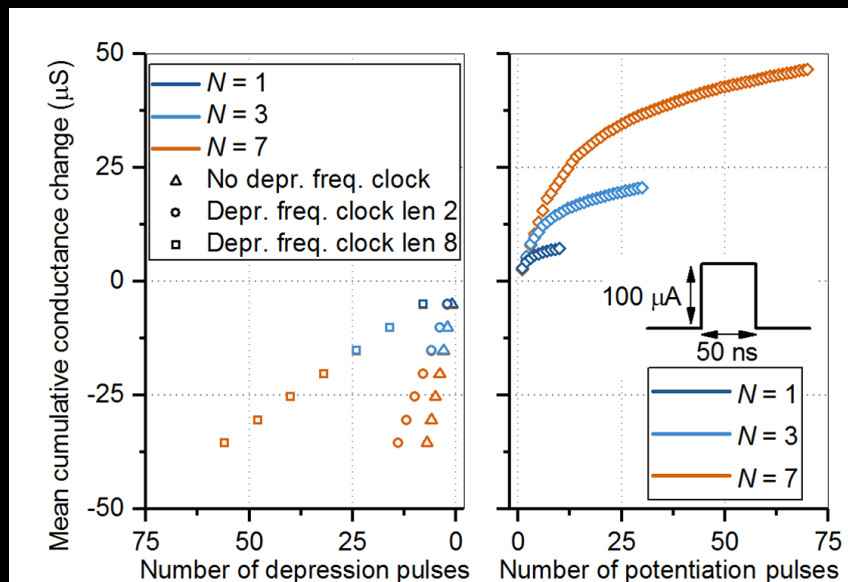 Mean cumulative conductance change (μS)
50
25
0
-25
-50
N = 1
N = 3
N = 7
No depr. freq. clock
Depr. freq. clock len 2
Depr. freq. clock len 8
75
50
25
0
Number of depression pulses
100 μA
50 ns
N = 1
N = 3
N = 7
0
25
50
75
Number of potentiation pulses